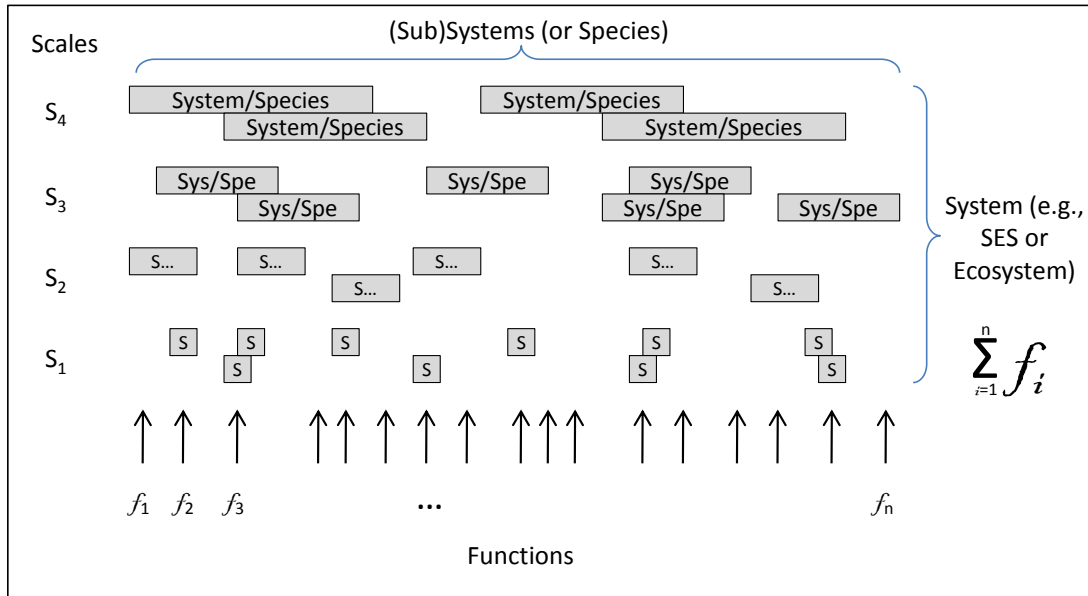 (Sub)Systems (or Species)
Scales
S4
System/Species
System/Species
System/Species
System/Species
S3
Sys/Spe
Sys/Spe
Sys/Spe
Sys/Spe
Sys/Spe
Sys/Spe
S2
S...
S...
S...
S...
S...
S...
S1
S
S
S
S
S
S
S
S
S
S
System (e.g.,
SES or
Ecosystem)
n
∑ fi
i=1
f1 f2 f3 ... fn
Functions